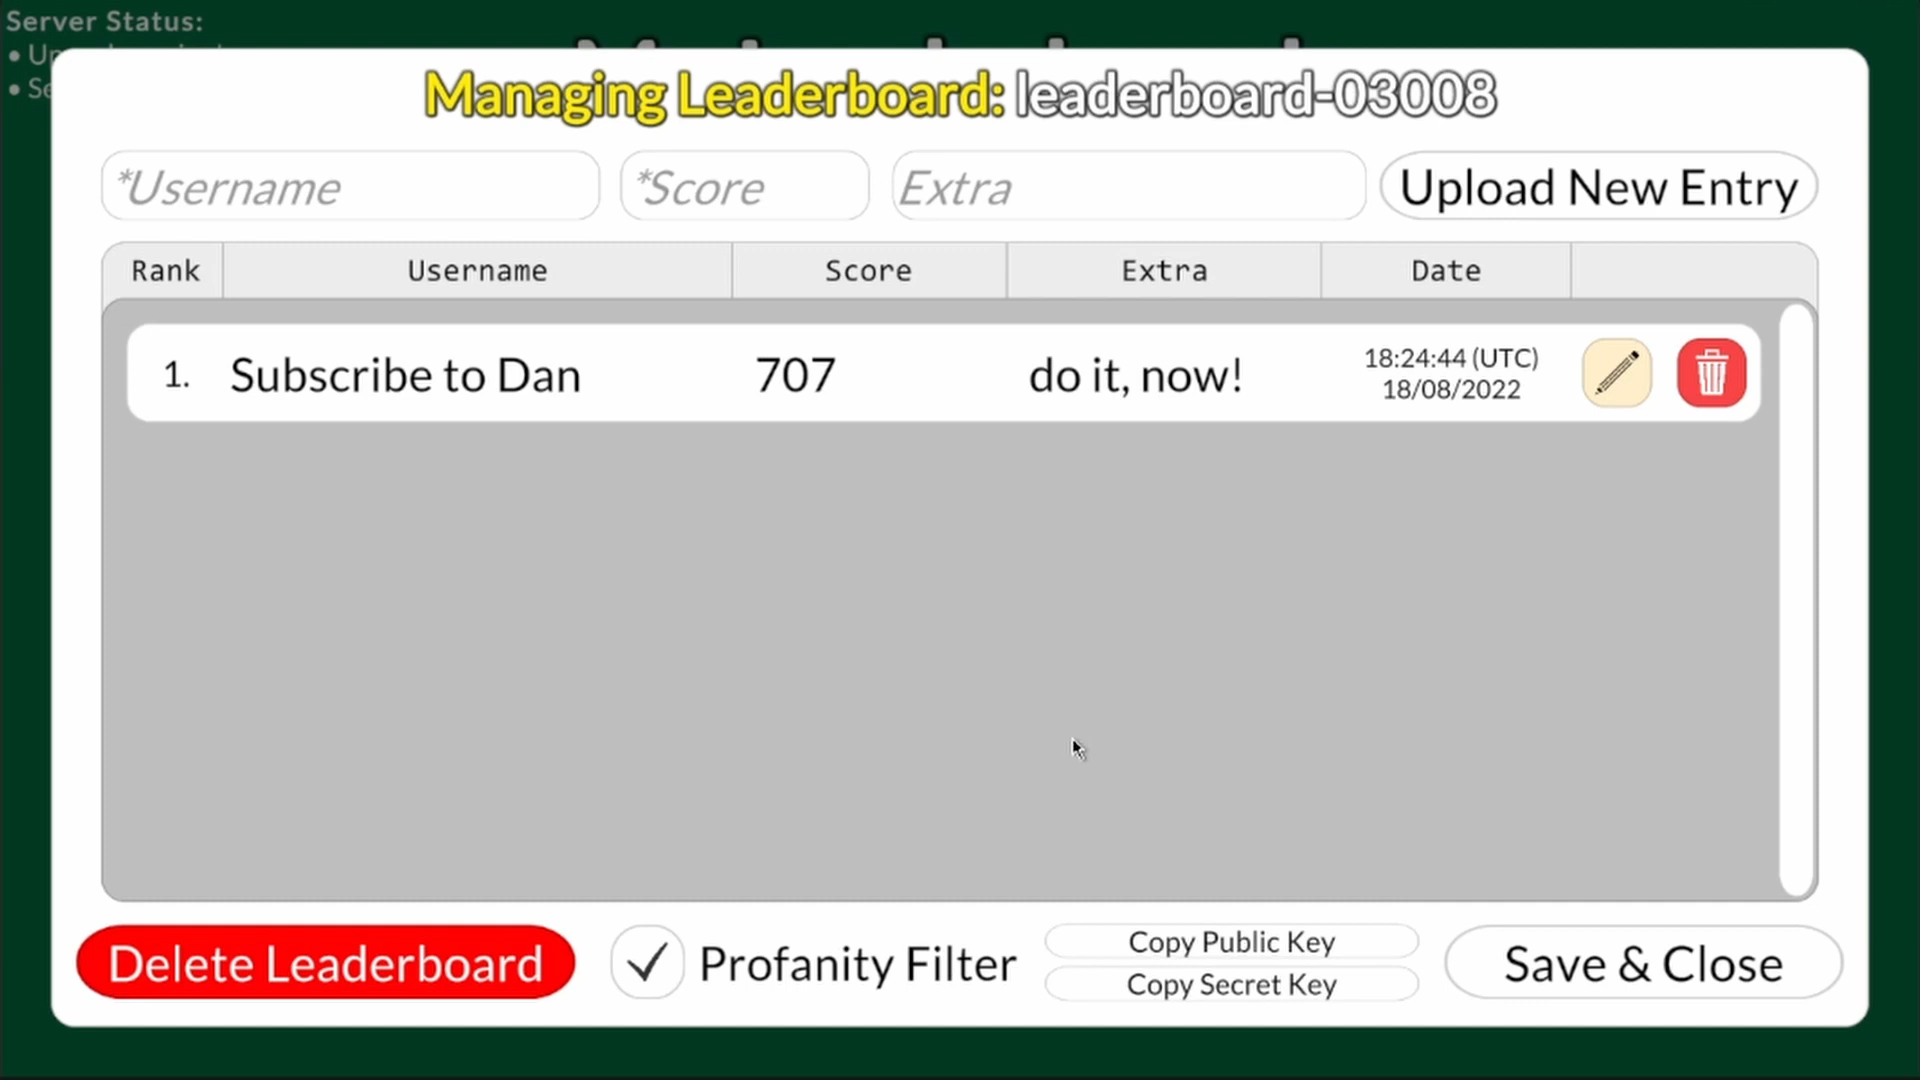 Server Status:
Managing Leaderboard: leaderboard-03008
*Username *Score Extra Upload New Entry
Rank Username Score Extra Date
1. Subscribe to Dan 707 do it, now! 18:24:44 (UTC)
18/08/2022
Delete Leaderboard Profanity Filter Copy Public Key
Copy Secret Key
Save & Close